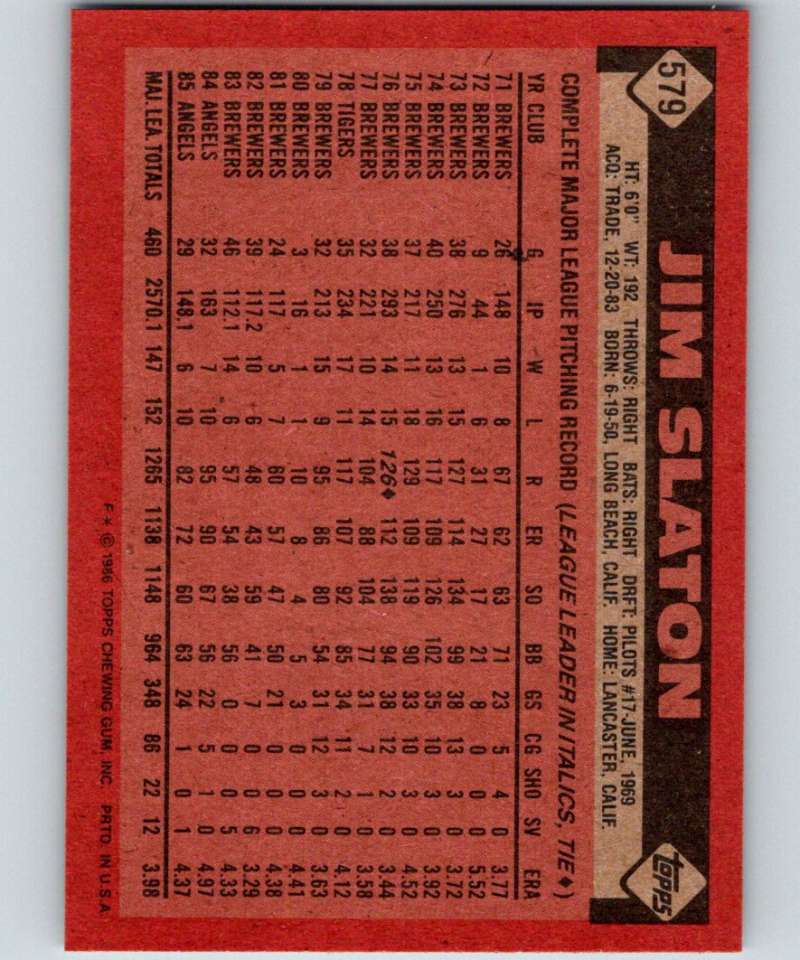 579
JIM SLATON
TOPPS
HT: 6'0" WT: 192 THROWS: RIGHT BATS: RIGHT DRFT: PILOTS #17-JUNE, 1969
ACQ: TRADE, 12-20-83 BORN: 6-19-50, LONG BEACH, CALIF. HOME: LANCASTER, CALIF.
COMPLETE MAJOR LEAGUE PITCHING RECORD (LEAGUE LEADER IN ITALICS, TIE ♦)
YR CLUB G IP W L R ER SO BB GS CG SHO SV ERA
71 BREWERS 26 148 10 8 67 62 63 71 23 5 4 0 3.77
72 BREWERS 9 44 1 6 31 27 17 21 8 0 0 0 5.52
73 BREWERS 38 276 13 15 127 114 134 99 38 13 3 0 3.72
74 BREWERS 40 250 13 16 117 109 126 102 35 10 3 0 3.92
75 BREWERS 37 217 11 18 129 109 119 90 33 10 3 0 4.52
76 BREWERS 38 293 14 15 126♦ 112 138 94 38 12 2 0 3.44
77 BREWERS 32 221 10 14 104 88 104 77 31 7 1 0 3.58
78 TIGERS 35 234 17 11 117 107 92 85 34 11 2 0 4.12
79 BREWERS 32 213 15 9 95 86 80 54 31 12 3 0 3.63
80 BREWERS 3 16 1 1 10 8 4 5 3 0 0 0 4.41
81 BREWERS 24 117 5 7 60 57 47 50 21 0 0 0 4.38
82 BREWERS 39 117.2 10 6 48 43 59 41 7 0 0 6 3.29
83 BREWERS 46 112.1 14 6 57 54 38 56 0 0 0 5 4.33
84 ANGELS 32 163 7 10 95 90 67 56 22 5 1 0 4.97
85 ANGELS 29 148.1 6 10 82 72 60 63 24 1 0 1 4.37
MAJ. LEA TOTALS 460 2570.1 147 152 1265 1138 1148 964 348 86 22 12 3.98
F* © 1986 TOPPS CHEWING GUM, INC. PRTD. IN U.S.A.